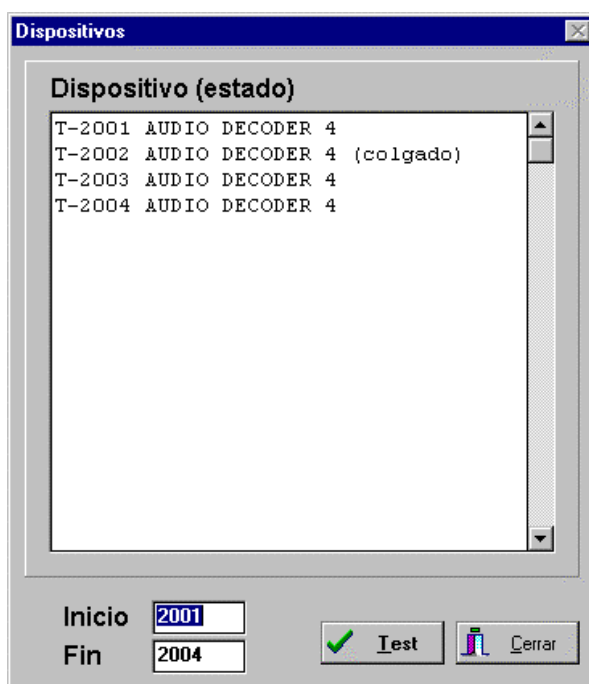 Dispositivos
Dispositivo (estado)
T-2001 AUDIO DECODER 4
T-2002 AUDIO DECODER 4 (colgado)
T-2003 AUDIO DECODER 4
T-2004 AUDIO DECODER 4
Inicio 2001
Fin 2004
Test
Cerrar